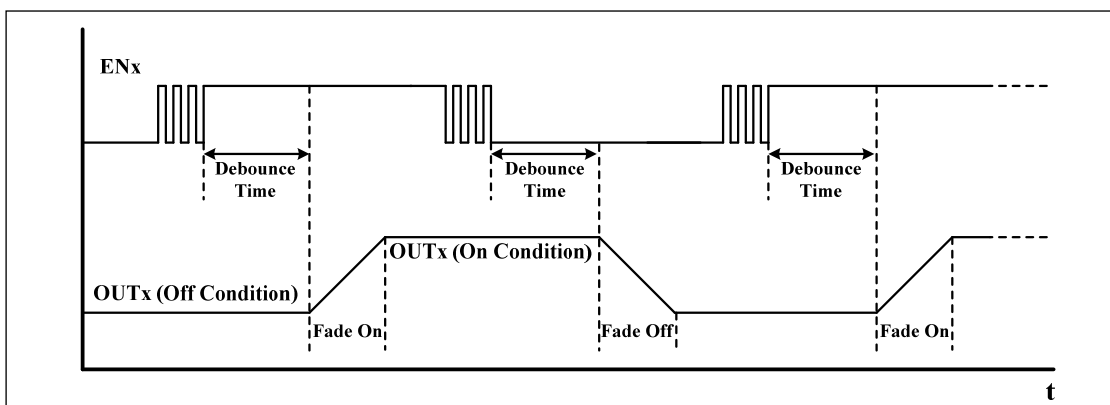 ENx
Debounce
Time
Debounce
Time
Debounce
Time
OUTx (On Condition)
OUTx (Off Condition)
Fade On
Fade Off
Fade On
t